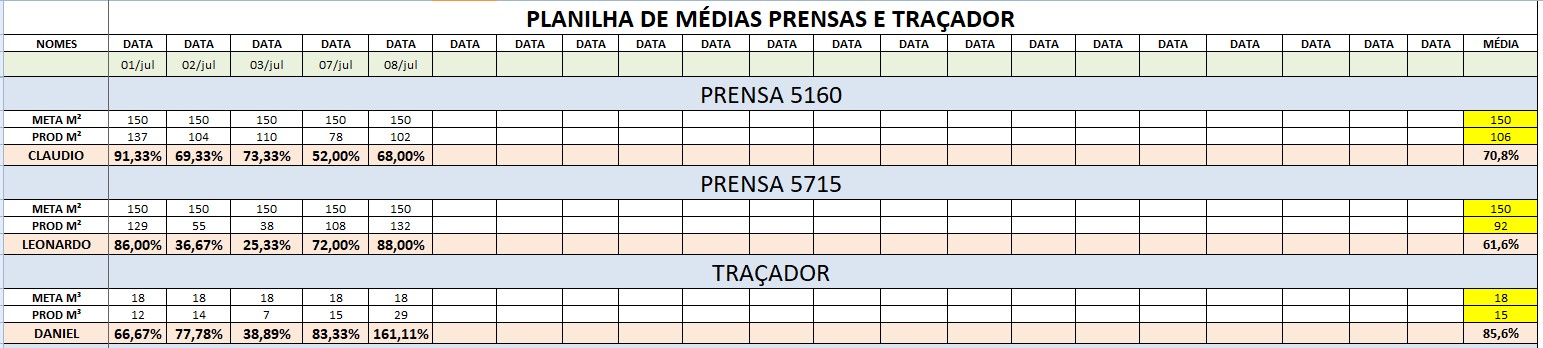 PLANILHA DE MÉDIAS PRENSAS E TRAÇADOR
NOMES DATA DATA DATA DATA DATA DATA DATA DATA DATA DATA DATA DATA DATA DATA DATA DATA DATA DATA DATA DATA DATA MÉDIA
01/jul 02/jul 03/jul 07/jul 08/jul
PRENSA 5160
META M² 150 150 150 150 150 150
PROD M² 137 104 110 78 102 106
CLAUDIO 91,33% 69,33% 73,33% 52,00% 68,00% 70,8%
PRENSA 5715
META M² 150 150 150 150 150 150
PROD M² 129 55 38 108 132 92
LEONARDO 86,00% 36,67% 25,33% 72,00% 88,00% 61,6%
TRAÇADOR
META M³ 18 18 18 18 18 18
PROD M³ 12 14 7 15 29 15
DANIEL 66,67% 77,78% 38,89% 83,33% 161,11% 85,6%